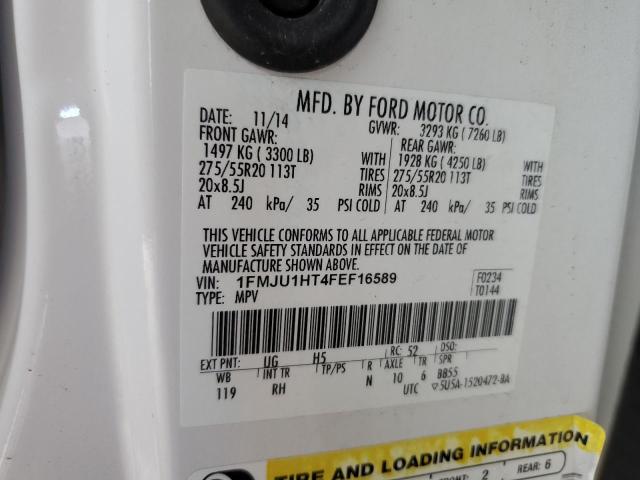 MFD. BY FORD MOTOR CO.
DATE: 11/14 GVWR: 3293 KG ( 7260 LB)
FRONT GAWR: REAR GAWR:
1497 KG ( 3300 LB) WITH 1928 KG ( 4250 LB) WITH
275/55R20 113T TIRES 275/55R20 113T TIRES
20x8.5J RIMS 20x8.5J RIMS
AT 240 kPa/ 35 PSI COLD AT 240 kPa/ 35 PSI COLD
THIS VEHICLE CONFORMS TO ALL APPLICABLE FEDERAL MOTOR
VEHICLE SAFETY STANDARDS IN EFFECT ON THE DATE OF
MANUFACTURE SHOWN ABOVE.
VIN: 1FMJU1HT4FEF16589 F0234
TYPE: MPV T0144
EXT PNT: UG H5 RC: 52 DSO:
WB INT TR TP/PS R AXLE TR SPR
119 RH N 10 6 BB55
UTC 5U5A-1520472-BA
TIRE AND LOADING INFORMATION
FRONT: 2 REAR: 6